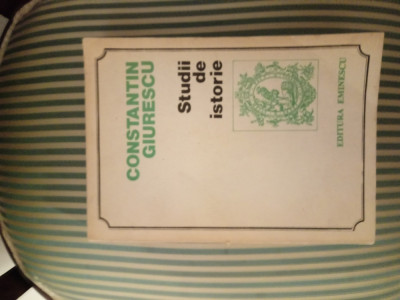 CONSTANTIN
GIURESCU
Studii
de
istorie
EDITURA EMINESCU